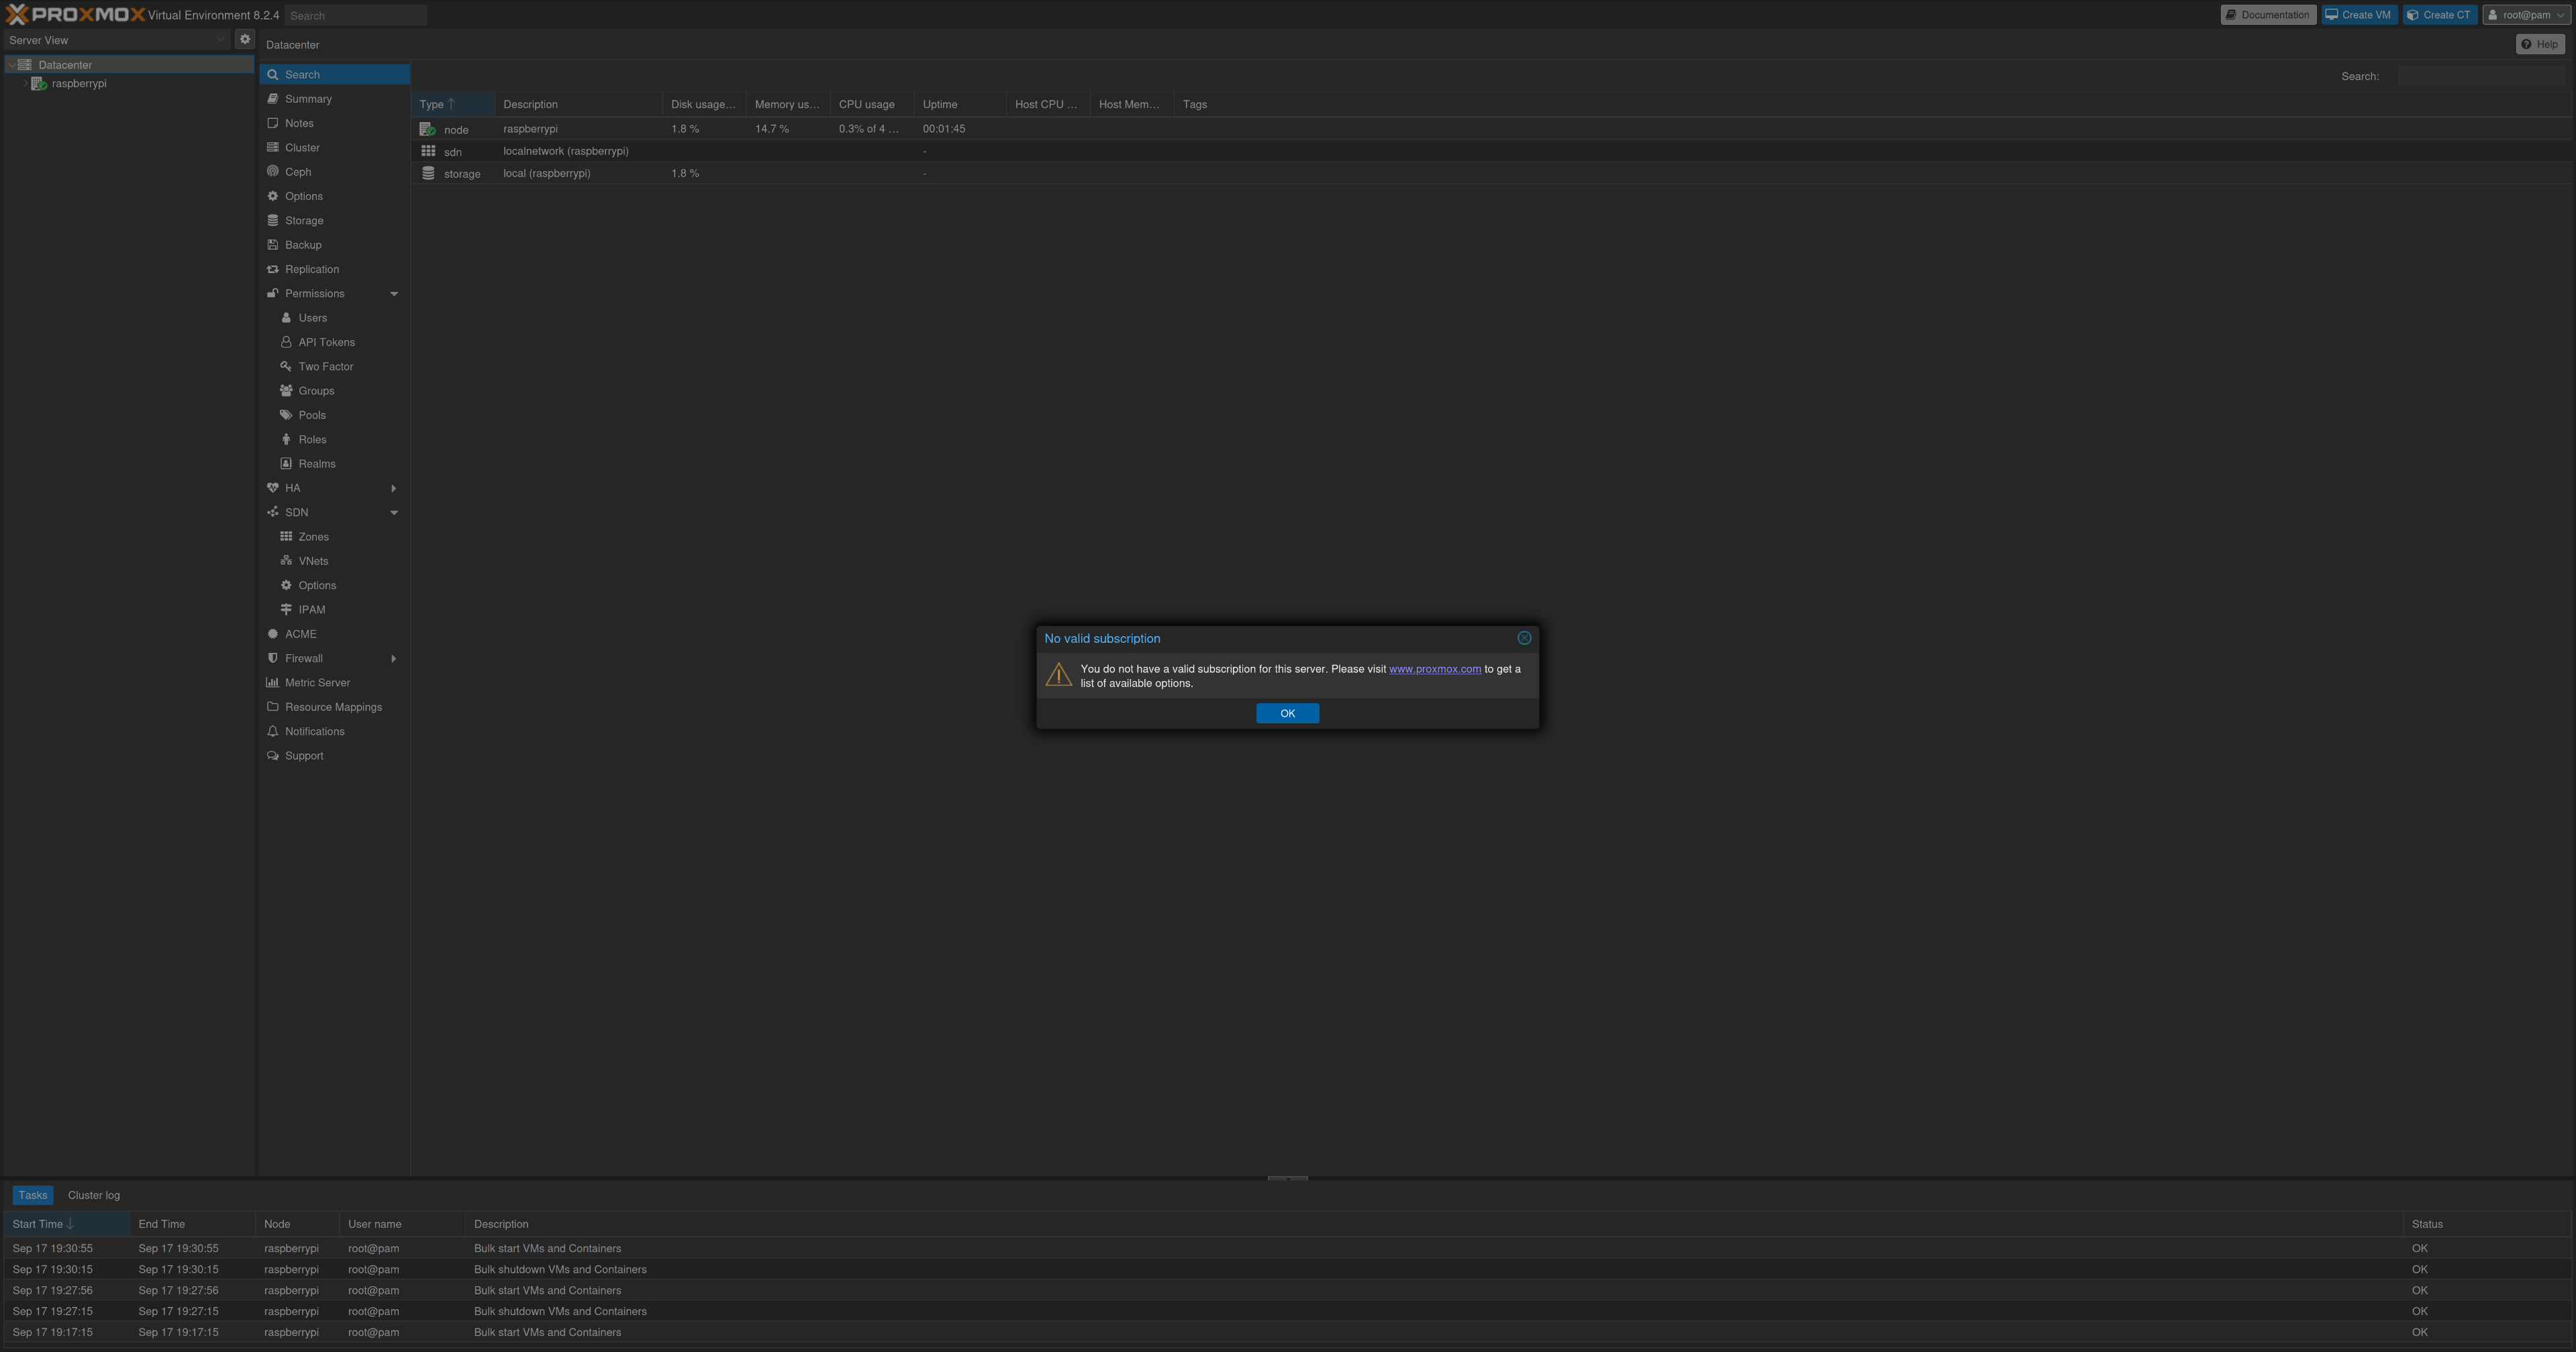 PROXMOX Virtual Environment 8.2.4 Search Documentation Create VM Create CT root@pam
Server View
Datacenter
raspberrypi
Datacenter Help
Search
Summary
Notes
Cluster
Ceph
Options
Storage
Backup
Replication
Permissions
Users
API Tokens
Two Factor
Groups
Pools
Roles
Realms
HA
SDN
Zones
VNets
Options
IPAM
ACME
Firewall
Metric Server
Resource Mappings
Notifications
Support
Search:
Type Description Disk usage... Memory us... CPU usage Uptime Host CPU ... Host Mem... Tags
node raspberrypi 1.8 % 14.7 % 0.3% of 4 ... 00:01:45
sdn localnetwork (raspberrypi) -
storage local (raspberrypi) 1.8 % -
No valid subscription
You do not have a valid subscription for this server. Please visit www.proxmox.com to get a
list of available options.
OK
Tasks Cluster log
Start Time End Time Node User name Description Status
Sep 17 19:30:55 Sep 17 19:30:55 raspberrypi root@pam Bulk start VMs and Containers OK
Sep 17 19:30:15 Sep 17 19:30:15 raspberrypi root@pam Bulk shutdown VMs and Containers OK
Sep 17 19:27:56 Sep 17 19:27:56 raspberrypi root@pam Bulk start VMs and Containers OK
Sep 17 19:27:15 Sep 17 19:27:15 raspberrypi root@pam Bulk shutdown VMs and Containers OK
Sep 17 19:17:15 Sep 17 19:17:15 raspberrypi root@pam Bulk start VMs and Containers OK